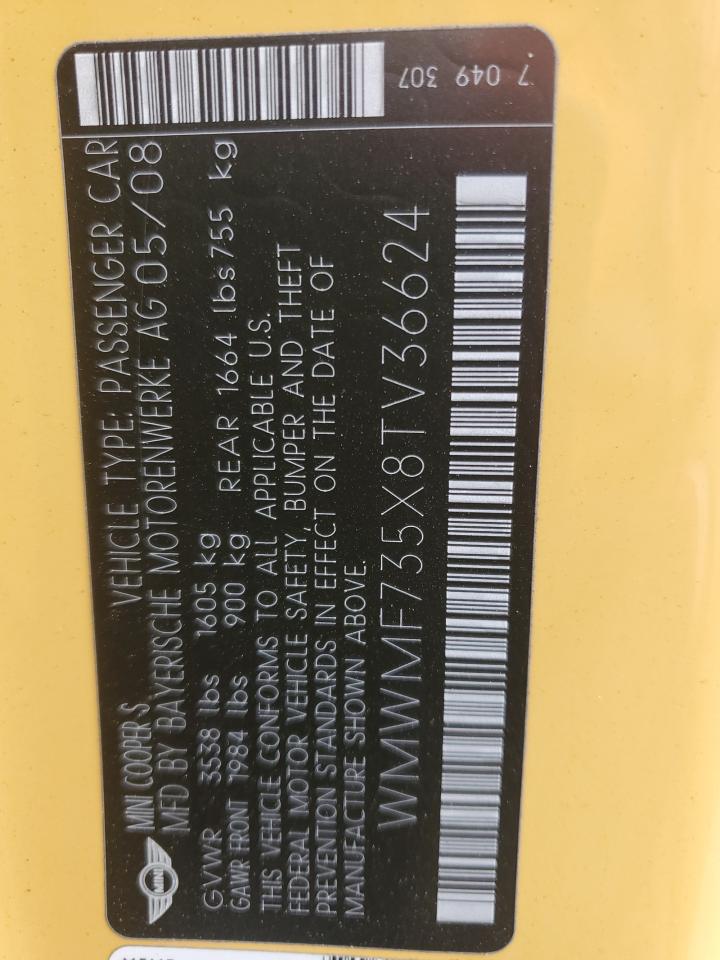 MINI COOPER S VEHICLE TYPE: PASSENGER CAR
MFD BY BAYERISCHE MOTORENWERKE AG 05/08
MINI
GVWR 3538 lbs 1605 kg
GAWR FRONT 1984 lbs 900 kg REAR 1664 lbs 755 kg
THIS VEHICLE CONFORMS TO ALL APPLICABLE U.S.
FEDERAL MOTOR VEHICLE SAFETY, BUMPER AND THEFT
PREVENTION STANDARDS IN EFFECT ON THE DATE OF
MANUFACTURE SHOWN ABOVE.
WMWMF735X8TV36624
7 049 307